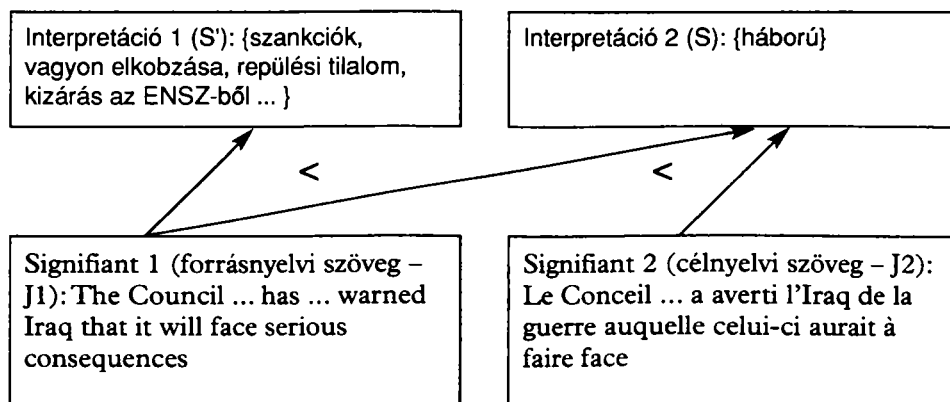 Interpretáció 1 (S'): {szankciók,
vagyon elkobzása, repülési tilalom,
kizárás az ENSZ-ből ... }
Interpretáció 2 (S): {háború}
<
<
Signifiant 1 (forrásnyelvi szöveg –
J1): The Council ... has ... warned
Iraq that it will face serious
consequences
Signifiant 2 (célnyelvi szöveg – J2):
Le Conceil ... a averti l'Iraq de la
guerre auquelle celui-ci aurait à
faire face